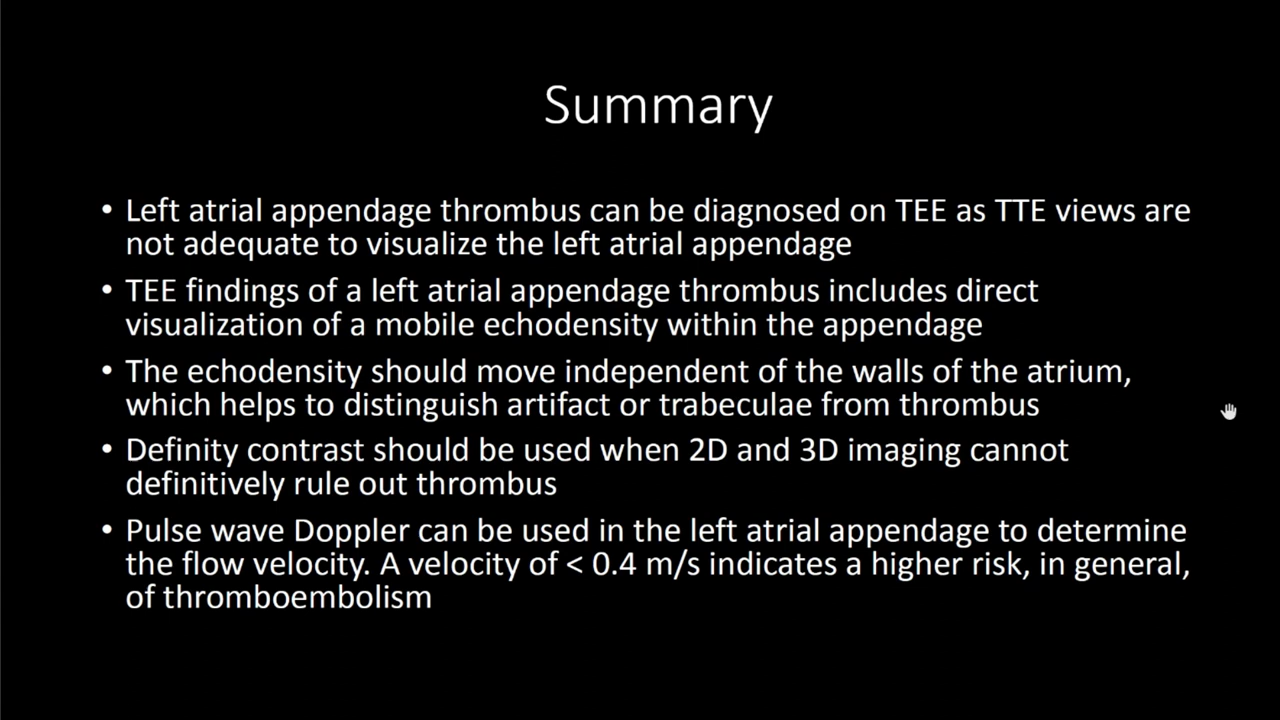 Summary
• Left atrial appendage thrombus can be diagnosed on TEE as TTE views are
not adequate to visualize the left atrial appendage
• TEE findings of a left atrial appendage thrombus includes direct
visualization of a mobile echodensity within the appendage
• The echodensity should move independent of the walls of the atrium,
which helps to distinguish artifact or trabeculae from thrombus
• Definity contrast should be used when 2D and 3D imaging cannot
definitively rule out thrombus
• Pulse wave Doppler can be used in the left atrial appendage to determine
the flow velocity. A velocity of < 0.4 m/s indicates a higher risk, in general,
of thromboembolism